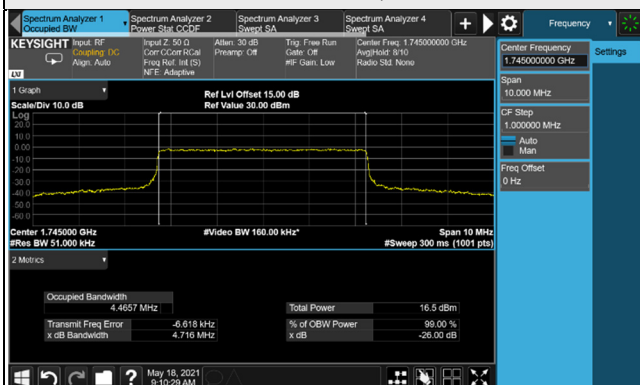 Spectrum Analyzer 1
Occupied BW
Spectrum Analyzer 2
Power Stat CCDF
Spectrum Analyzer 3
Swept SA
Spectrum Analyzer 4
Swept SA
+
Frequency
KEYSIGHT
Input: RF
Coupling: DC
Align: Auto
Input Z: 50 Ω
Corr CCorr RCal
Freq Ref: Int (S)
NFE: Adaptive
Atten: 30 dB
Preamp: Off
Trig: Free Run
Gate: Off
#IF Gain: Low
Center Freq: 1.745000000 GHz
Avg|Hold: 8/10
Radio Std: None
LXI
Center Frequency
1.745000000 GHz
Settings
Span
10.000 MHz
CF Step
1.000000 MHz
Auto
Man
Freq Offset
0 Hz
1 Graph
Scale/Div 10.0 dB
Ref Lvl Offset 15.00 dB
Ref Value 30.00 dBm
Log
20.0
10.0
0.00
-10.0
-20.0
-30.0
-40.0
-50.0
-60.0
Center 1.745000 GHz
#Res BW 51.000 kHz
#Video BW 160.00 kHz*
Span 10 MHz
#Sweep 300 ms (1001 pts)
2 Metrics
Occupied Bandwidth
4.4657 MHz
Total Power
16.5 dBm
Transmit Freq Error
-6.618 kHz
% of OBW Power
99.00 %
x dB Bandwidth
4.716 MHz
x dB
-26.00 dB
?
May 18, 2021
9:10:29 AM